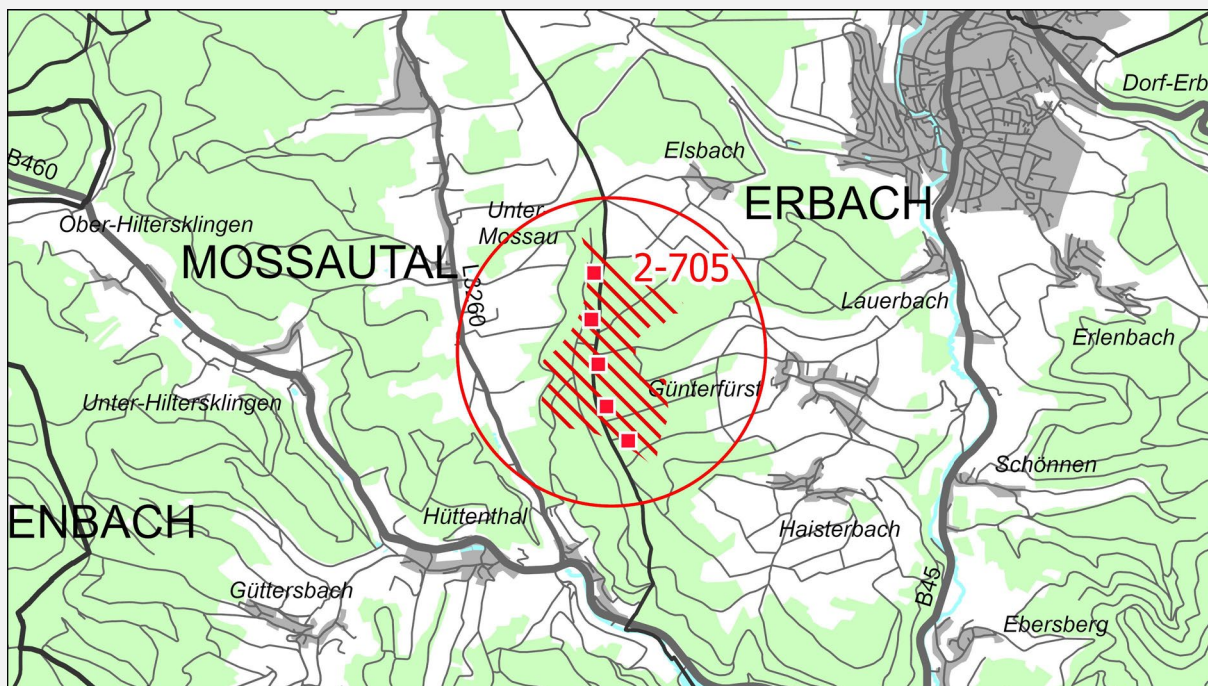 Dorf-Erb
B460
Elsbach
Ober-Hiltersklingen
Unter
Mossau
ERBACH
MOSSAUTAL
2-705
L3260
Lauerbach
Erlenbach
Günterfürst
Unter-Hiltersklingen
Schönnen
ENBACH
Hüttenthal
Haisterbach
Güttersbach
B45
Ebersberg